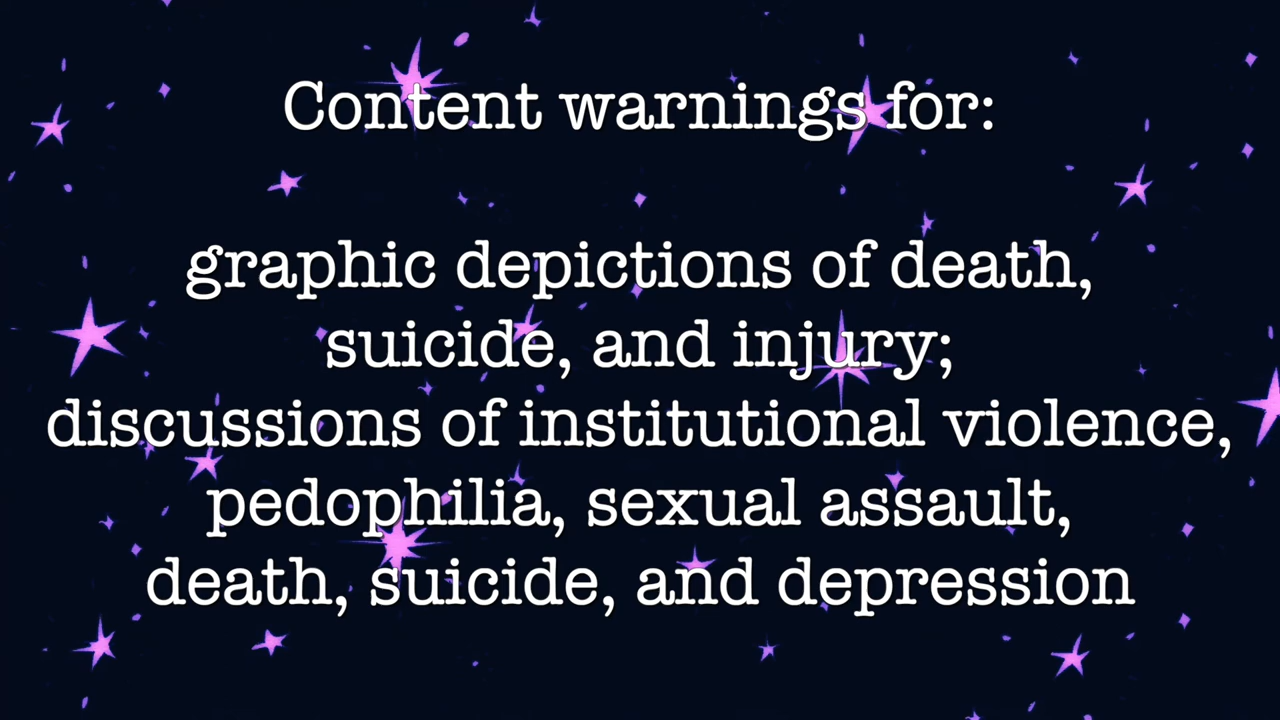 Content warnings for:
graphic depictions of death,
suicide, and injury;
discussions of institutional violence,
pedophilia, sexual assault,
death, suicide, and depression